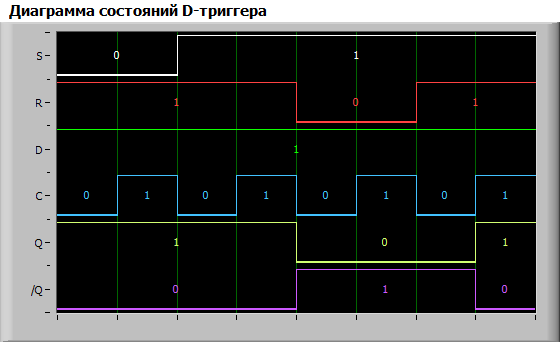 Диаграмма состояний D-триггера
S 0 1
R 1 0 1
D 1
C 0 1 0 1 0 1 0 1
Q 1 0 1
/Q 0 1 0